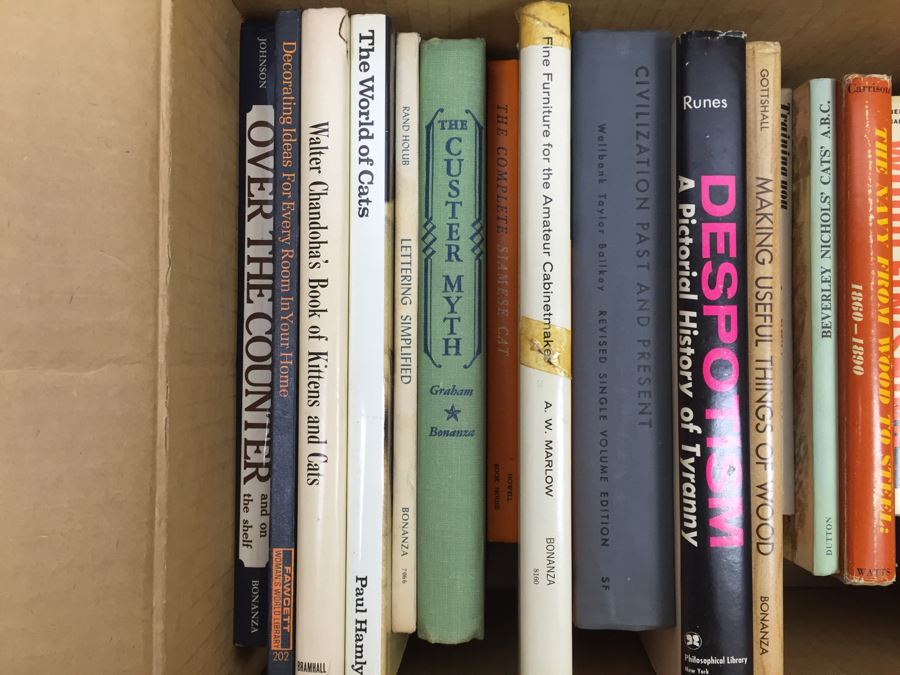 JOHNSON
OVER THE COUNTER
and on
the shelf
BONANZA
Decorating Ideas For Every Room In Your Home
FAWCETT
WOMAN'S WORLD LIBRARY
202
Walter Chandoha's Book of Kittens and Cats
BRAMHALL
The World of Cats
Paul Hamly
RAND HOLUB
LETTERING SIMPLIFIED
BONANZA
7066
THE
CUSTER MYTH
Graham
Bonanza
THE COMPLETE SIAMESE CAT
HOWELL
BOOK HOUSE
Fine Furniture for the Amateur Cabinetmaker
A. W. MARLOW
BONANZA
8160
CIVILIZATION PAST AND PRESENT
Wallbank Taylor Bailkey
REVISED SINGLE VOLUME EDITION
SF
Runes
DESPOTISM
A Pictorial History of Tyranny
Philosophical Library
New York
GOTTSHALL
MAKING USEFUL THINGS OF WOOD
BONANZA
Training You
BEVERLEY NICHOLS' CATS' A.B.C.
DUTTON
Carrison
THE NAVY FROM WOOD TO STEEL:
1860-1890
WATTS